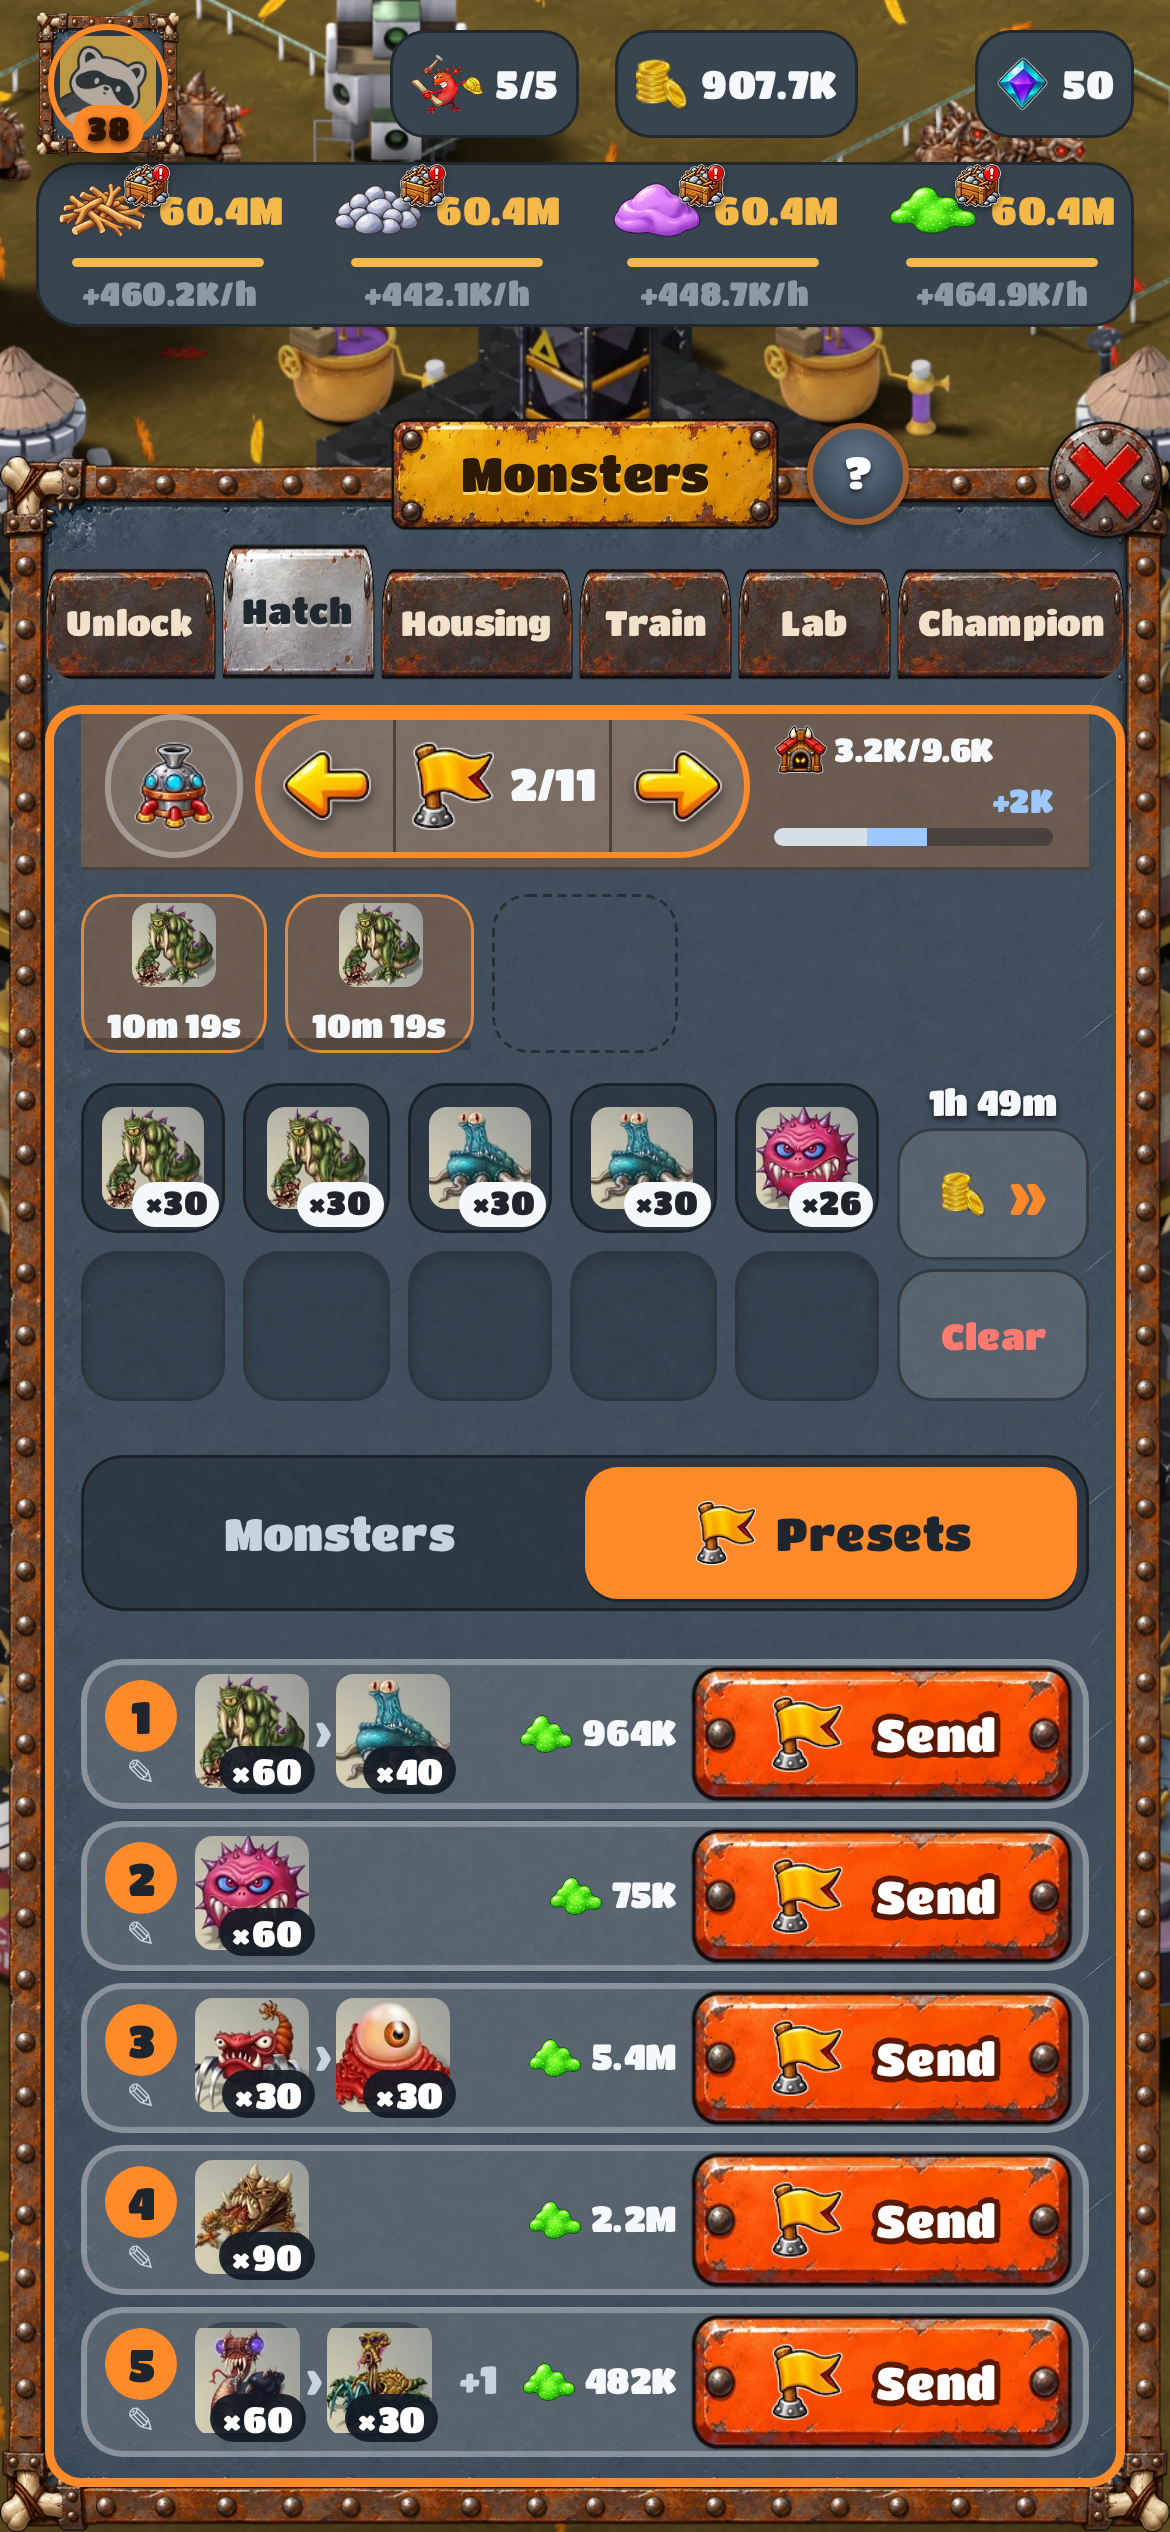 38
5/5
907.7K
50
60.4M
60.4M
60.4M
60.4M
+460.2K/h
+442.1K/h
+448.7K/h
+464.9K/h
Monsters
?
Unlock
Hatch
Housing
Train
Lab
Champion
2/11
3.2K/9.6K
+2K
10m 19s
10m 19s
1h 49m
×30
×30
×30
×30
×26
Clear
Monsters
Presets
1
×60
×40
964K
Send
2
×60
75K
Send
3
×30
×30
5.4M
Send
4
×90
2.2M
Send
5
×60
×30
+1
482K
Send